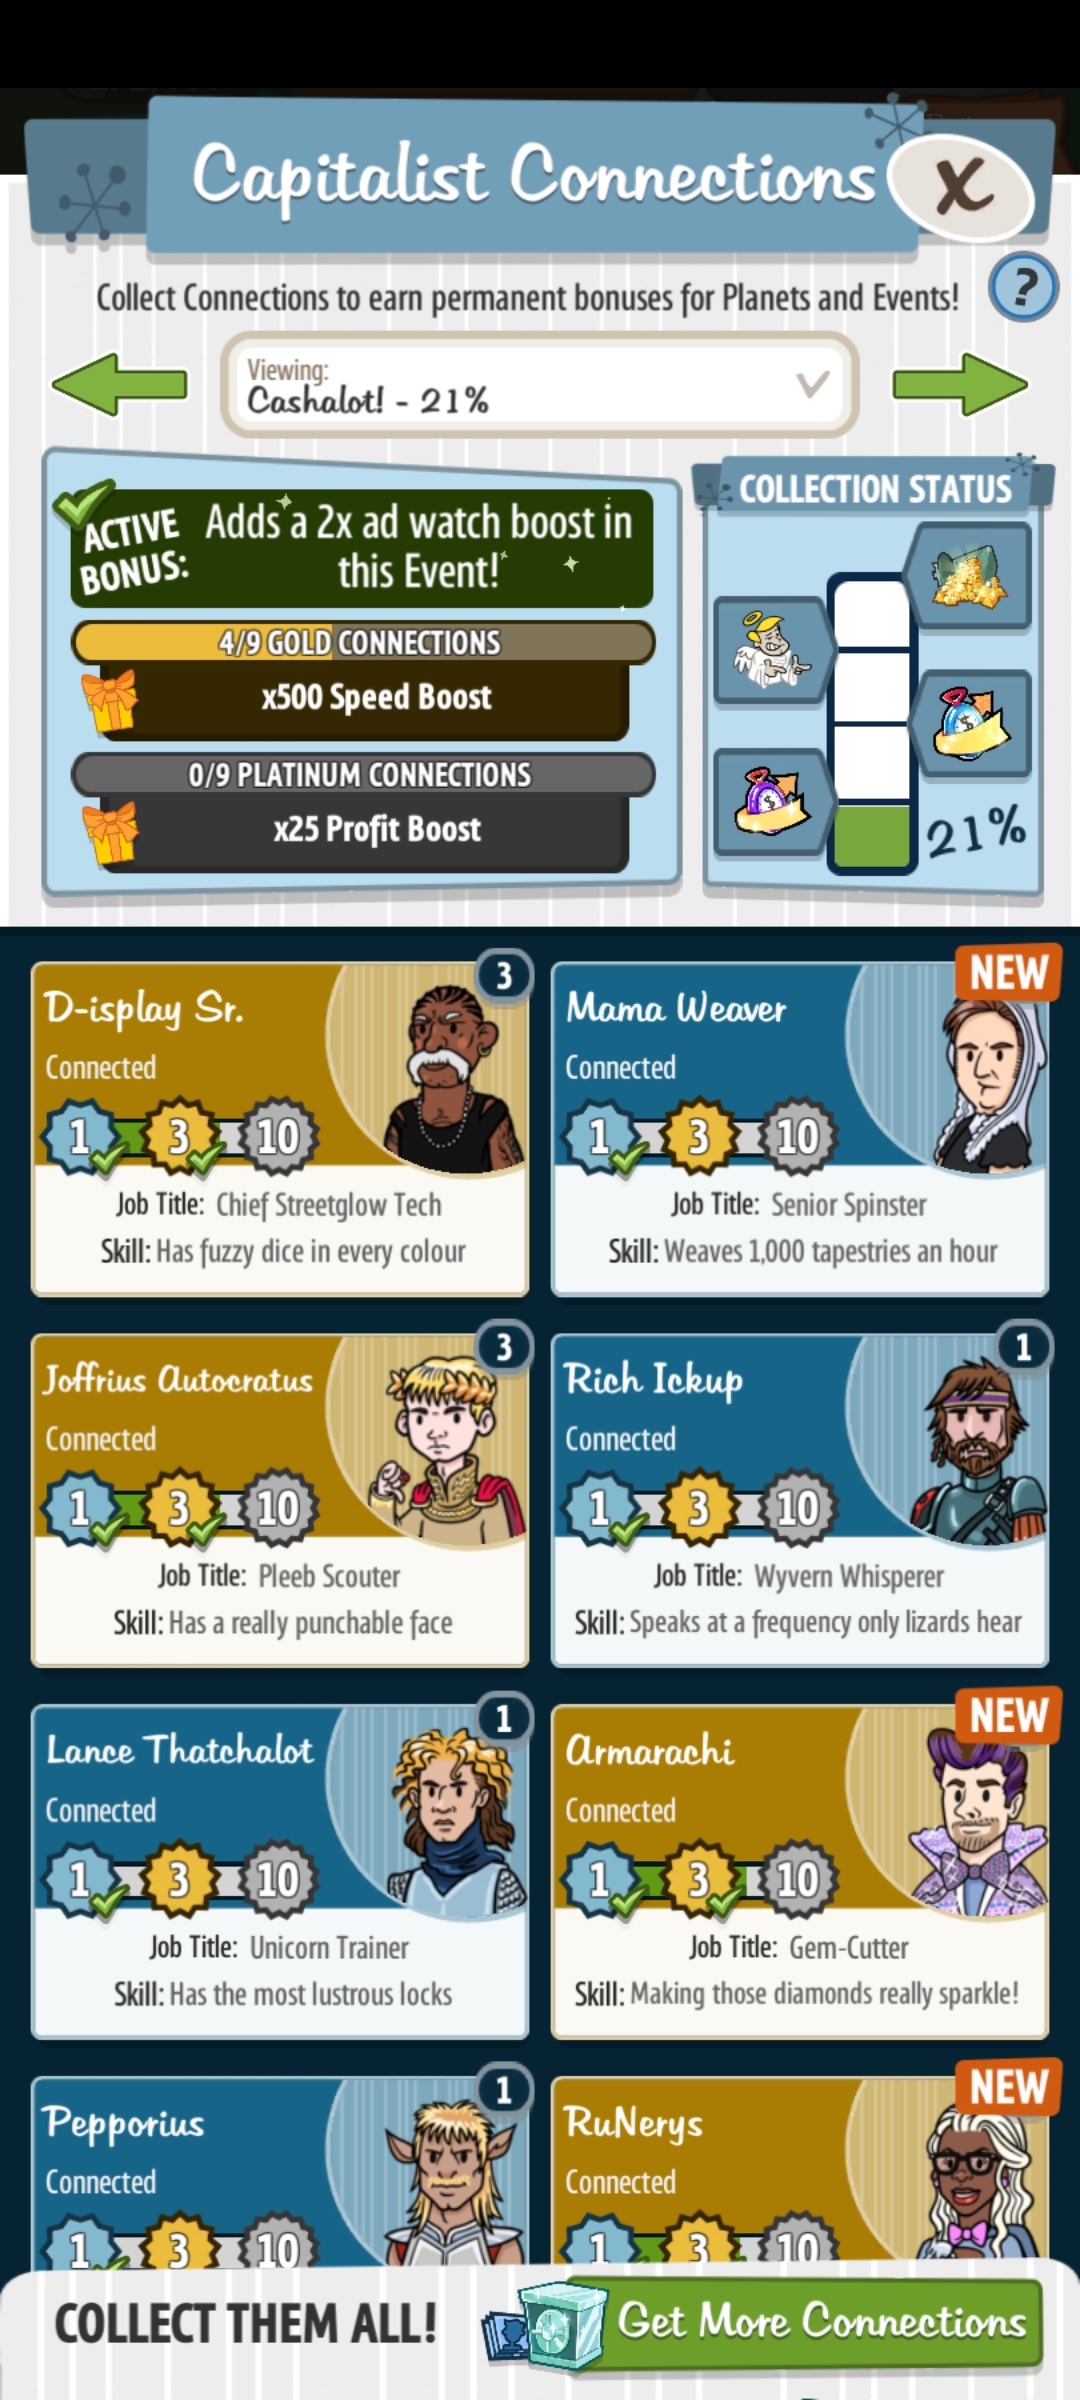 Capitalist Connections
X
Collect Connections to earn permanent bonuses for Planets and Events!
?
Viewing:
Cashalot! - 21%
ACTIVE BONUS:
Adds a 2x ad watch boost in
this Event!
4/9 GOLD CONNECTIONS
x500 Speed Boost
0/9 PLATINUM CONNECTIONS
x25 Profit Boost
COLLECTION STATUS
21%
D-isplay Sr.
3
Connected
1 3 10
Job Title: Chief Streetglow Tech
Skill: Has fuzzy dice in every colour
Mama Weaver
NEW
Connected
1 3 10
Job Title: Senior Spinster
Skill: Weaves 1,000 tapestries an hour
Joffrius Autocratus
3
Connected
1 3 10
Job Title: Pleeb Scouter
Skill: Has a really punchable face
Rich Ickup
1
Connected
1 3 10
Job Title: Wyvern Whisperer
Skill: Speaks at a frequency only lizards hear
Lance Thatchalot
1
Connected
1 3 10
Job Title: Unicorn Trainer
Skill: Has the most lustrous locks
Armarachi
NEW
Connected
1 3 10
Job Title: Gem-Cutter
Skill: Making those diamonds really sparkle!
Pepporius
1
Connected
1 3 10
RuNerys
NEW
Connected
1 3 10
COLLECT THEM ALL!
Get More Connections